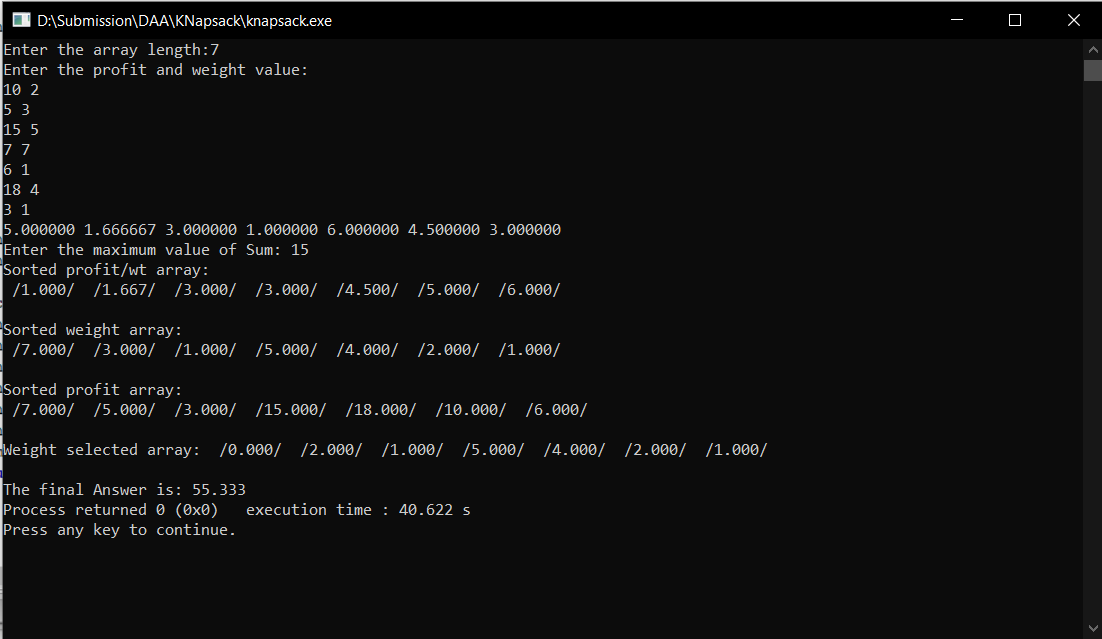 D:\Submission\DAA\KNapsack\knapsack.exe
Enter the array length:7
Enter the profit and weight value:
10 2
5 3
15 5
7 7
6 1
18 4
3 1
5.000000 1.666667 3.000000 1.000000 6.000000 4.500000 3.000000
Enter the maximum value of Sum: 15
Sorted profit/wt array:
/1.000/  /1.667/  /3.000/  /3.000/  /4.500/  /5.000/  /6.000/
Sorted weight array:
/7.000/  /3.000/  /1.000/  /5.000/  /4.000/  /2.000/  /1.000/
Sorted profit array:
/7.000/  /5.000/  /3.000/  /15.000/  /18.000/  /10.000/  /6.000/
Weight selected array:  /0.000/  /2.000/  /1.000/  /5.000/  /4.000/  /2.000/  /1.000/
The final Answer is: 55.333
Process returned 0 (0x0)   execution time : 40.622 s
Press any key to continue.